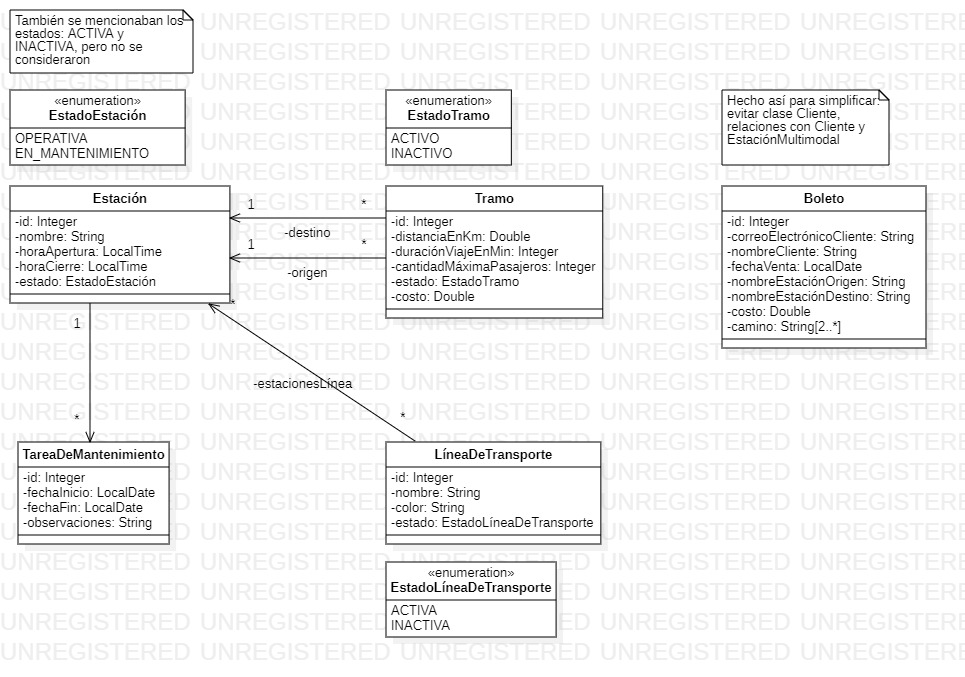 También se mencionaban los
estados: ACTIVA y
INACTIVA, pero no se
consideraron
«enumeration»
EstadoEstación
OPERATIVA
EN_MANTENIMIENTO
«enumeration»
EstadoTramo
ACTIVO
INACTIVO
Hecho así para simplificar:
evitar clase Cliente,
relaciones con Cliente y
EstaciónMultimodal
Estación
-id: Integer
-nombre: String
-horaApertura: LocalTime
-horaCierre: LocalTime
-estado: EstadoEstación
1
*
-destino
1
*
-origen
Tramo
-id: Integer
-distanciaEnKm: Double
-duraciónViajeEnMin: Integer
-cantidadMáximaPasajeros: Integer
-estado: EstadoTramo
-costo: Double
Boleto
-id: Integer
-correoElectrónicoCliente: String
-nombreCliente: String
-fechaVenta: LocalDate
-nombreEstaciónOrigen: String
-nombreEstaciónDestino: String
-costo: Double
-camino: String[2..*]
1
*
*
-estacionesLínea
*
TareaDeMantenimiento
-id: Integer
-fechaInicio: LocalDate
-fechaFin: LocalDate
-observaciones: String
LíneaDeTransporte
-id: Integer
-nombre: String
-color: String
-estado: EstadoLíneaDeTransporte
«enumeration»
EstadoLíneaDeTransporte
ACTIVA
INACTIVA
UNREGISTERED